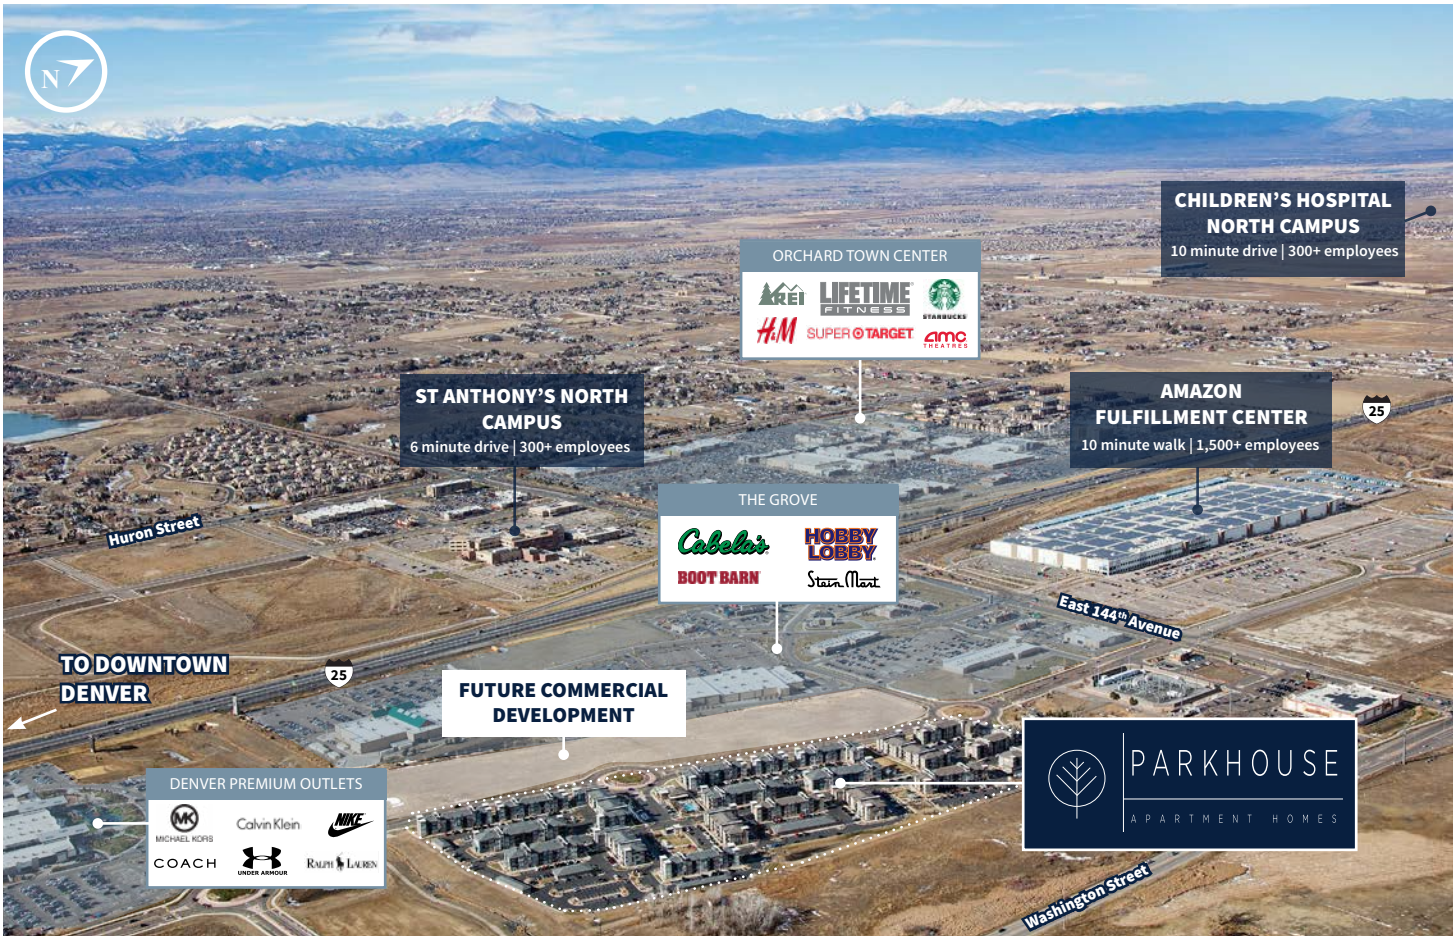 N
CHILDREN'S HOSPITAL
NORTH CAMPUS
10 minute drive | 300+ employees
ORCHARD TOWN CENTER
REI
LIFETIME
FITNESS
STARBUCKS
H&M
SUPER TARGET
amc
THEATRES
ST ANTHONY'S NORTH
CAMPUS
6 minute drive | 300+ employees
AMAZON
FULFILLMENT CENTER
10 minute walk | 1,500+ employees
25
THE GROVE
Cabela's
HOBBY
LOBBY
BOOT BARN
Stein Mart
Huron Street
East 144th Avenue
TO DOWNTOWN
DENVER
25
FUTURE COMMERCIAL
DEVELOPMENT
PARKHOUSE
APARTMENT HOMES
DENVER PREMIUM OUTLETS
MK
MICHAEL KORS
Calvin Klein
NIKE
COACH
UNDER ARMOUR
RALPH LAUREN
Washington Street